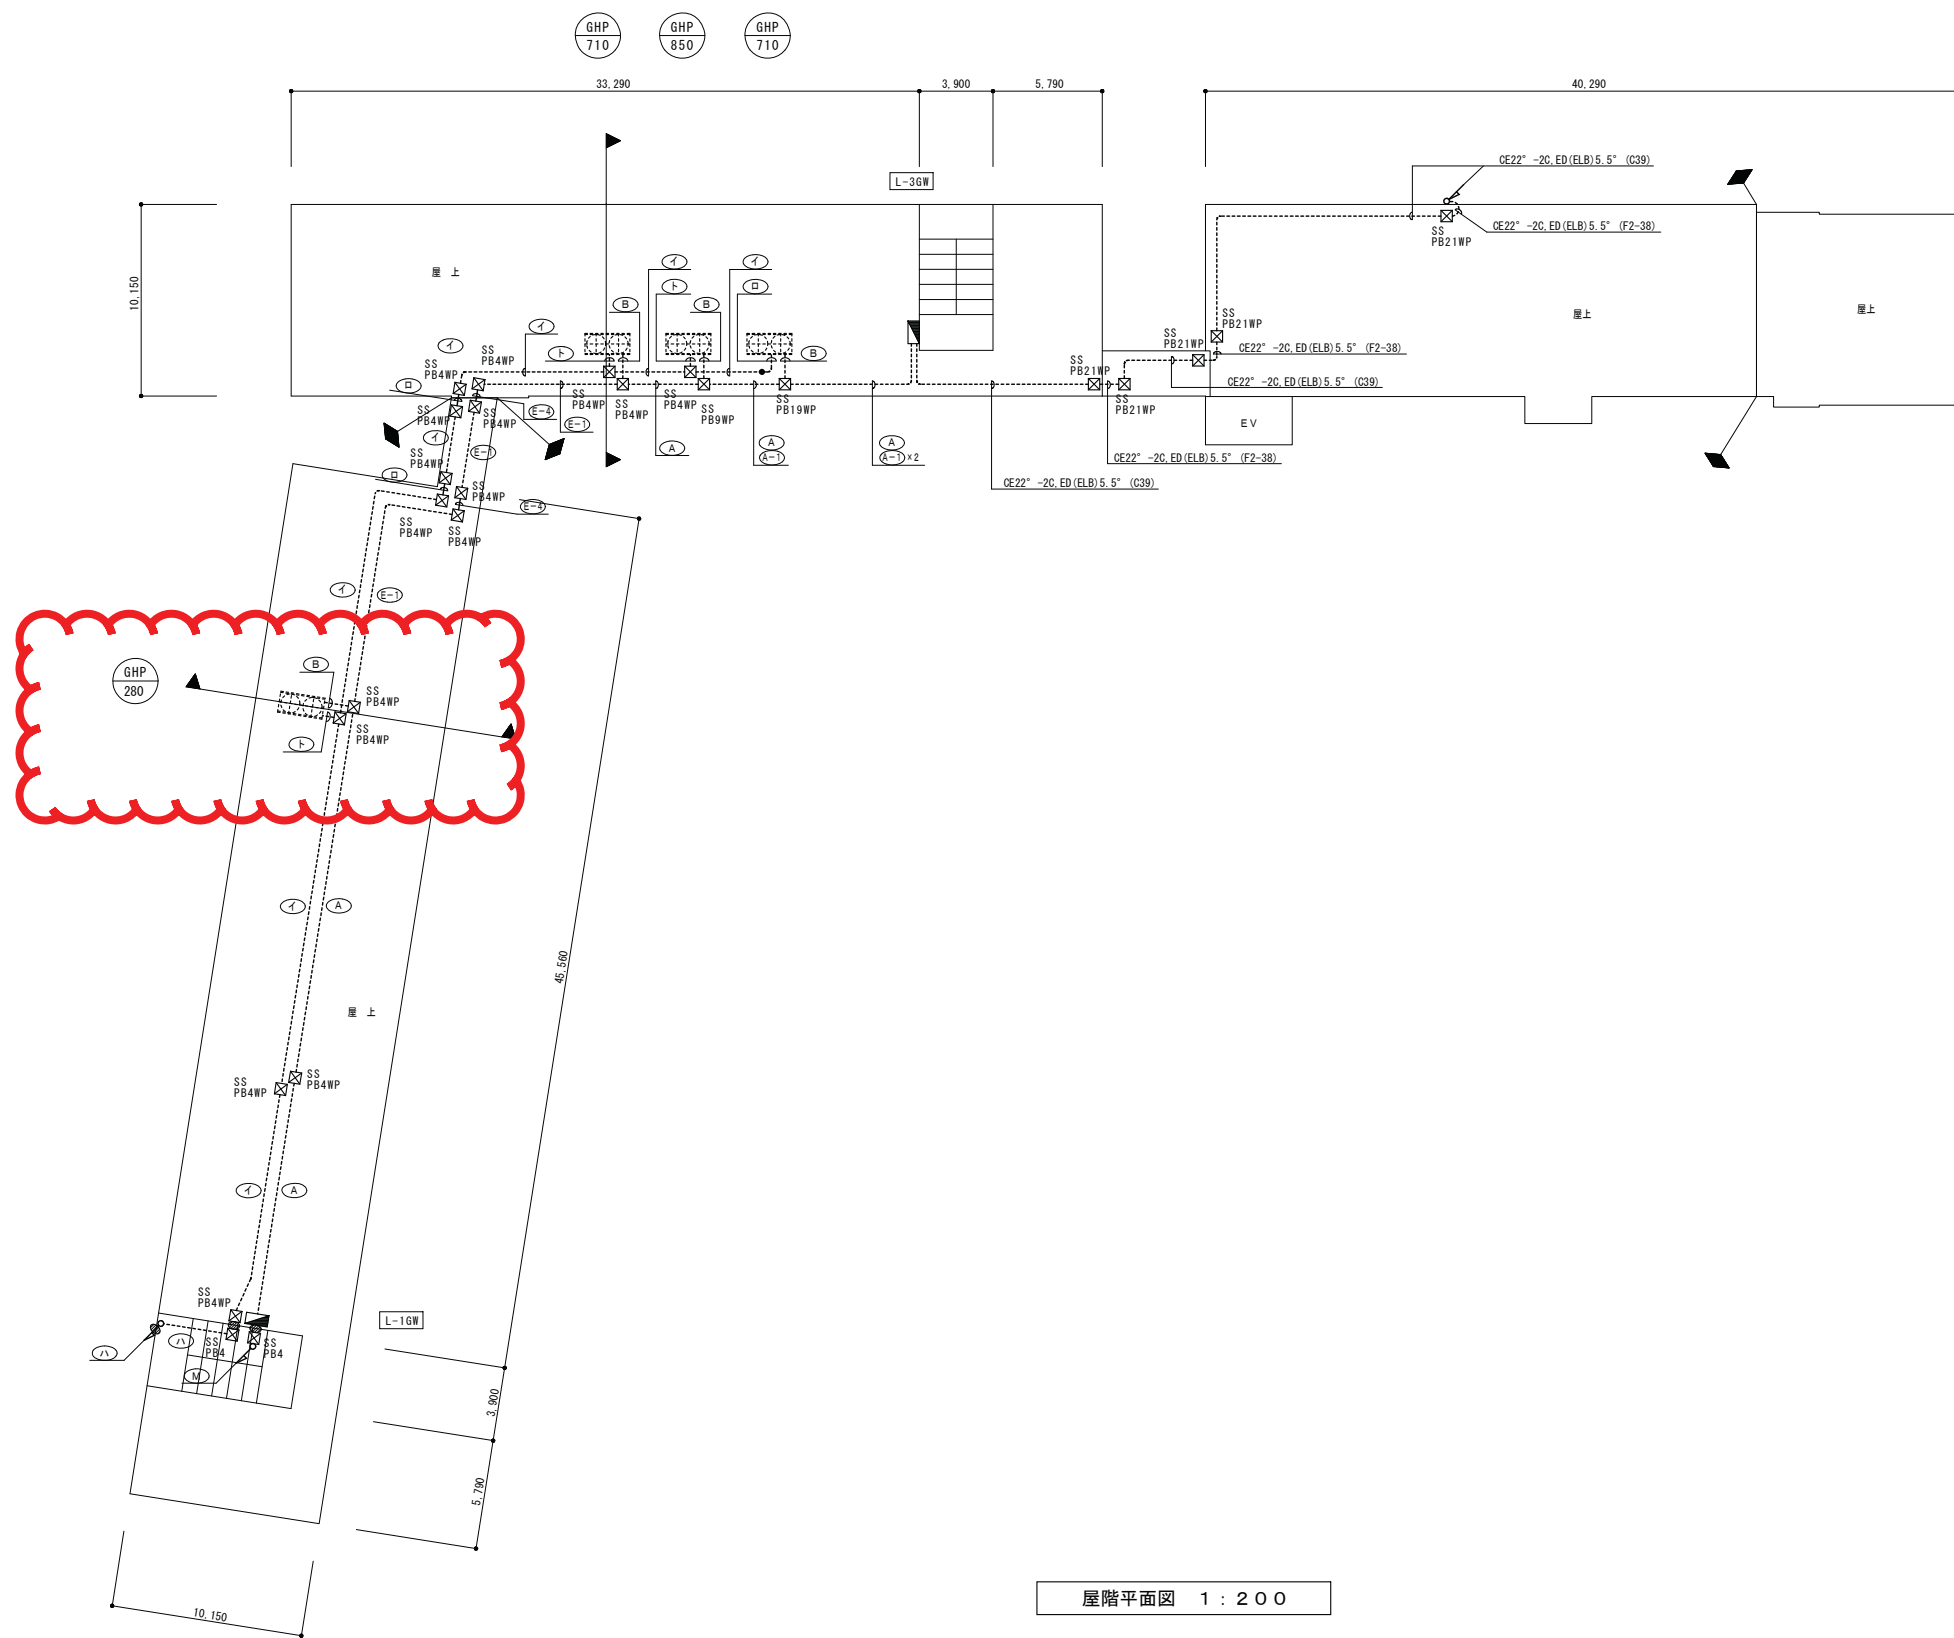 GHP
710
GHP
850
GHP
710
33,290
3,900
5,790
40,290
CE22° -2C, ED(ELB)5.5° (C39)
L-3GW
CE22° -2C, ED(ELB)5.5° (F2-38)
SS
PB21WP
10,150
屋 上
イ
イ
ト
ロ
B
B
屋上
屋上
SS
PB21WP
イ
SS
PB21WP
CE22° -2C, ED(ELB)5.5° (F2-38)
イ
SS
PB4WP
ト
B
SS
PB4WP
SS
PB21WP
CE22° -2C, ED(ELB)5.5° (C39)
ロ
SS
PB4WP
SS
PB4WP
SS
PB4WP
SS
PB4WP
SS
PB4WP
SS
PB9WP
SS
PB19WP
SS
PB21WP
E-4
E-1
EV
イ
E-1
A
A
A-1
A
A-1 ×2
SS
PB4WP
CE22° -2C, ED(ELB)5.5° (F2-38)
ロ
CE22° -2C, ED(ELB)5.5° (C39)
SS
PB4WP
E-4
SS
PB4WP
SS
PB4WP
イ
E-1
GHP
280
B
SS
PB4WP
SS
PB4WP
ト
イ
A
45,560
屋 上
SS
PB4WP
SS
PB4WP
イ
A
SS
PB4WP
L-1GW
ハ
SS
PB4
SS
PB4
ハ
M
3,900
5,790
10,150
屋階平面図 1:200